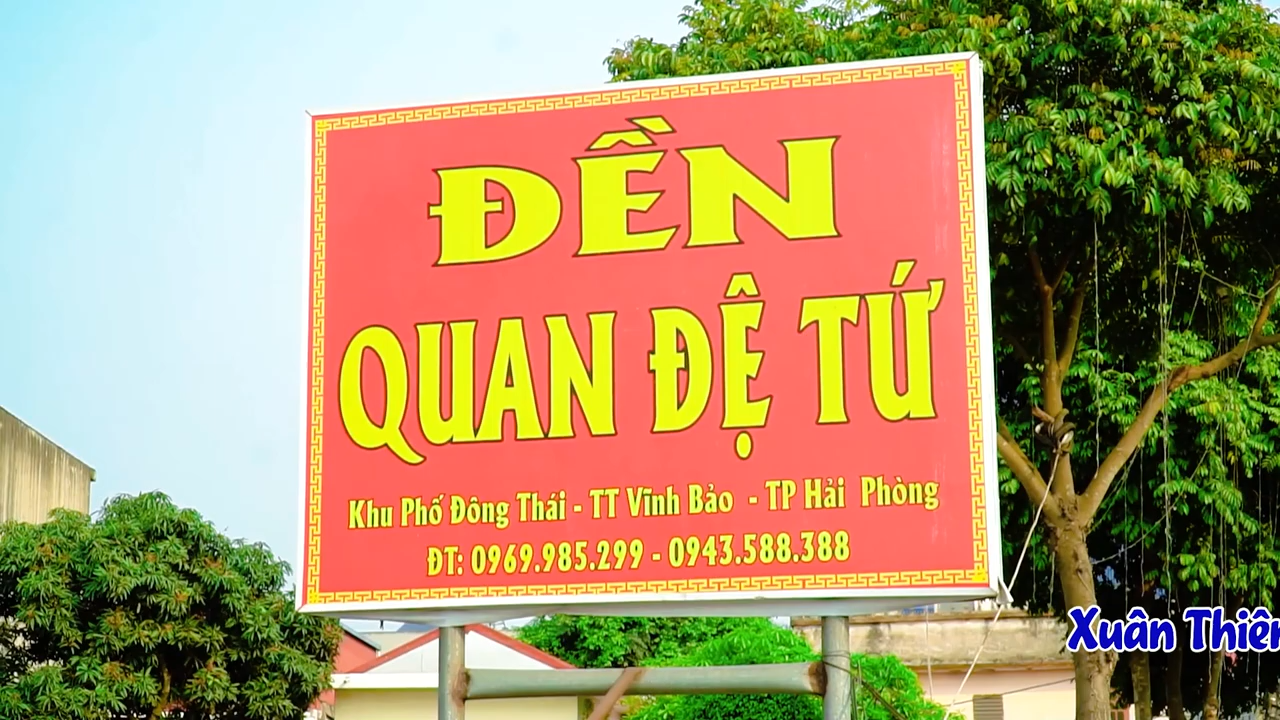 ĐỀN
QUAN ĐỆ TỨ
Khu Phố Đông Thái - TT Vĩnh Bảo - TP Hải Phòng
ĐT: 0969.985.299 - 0943.588.388
Xuân Thiên